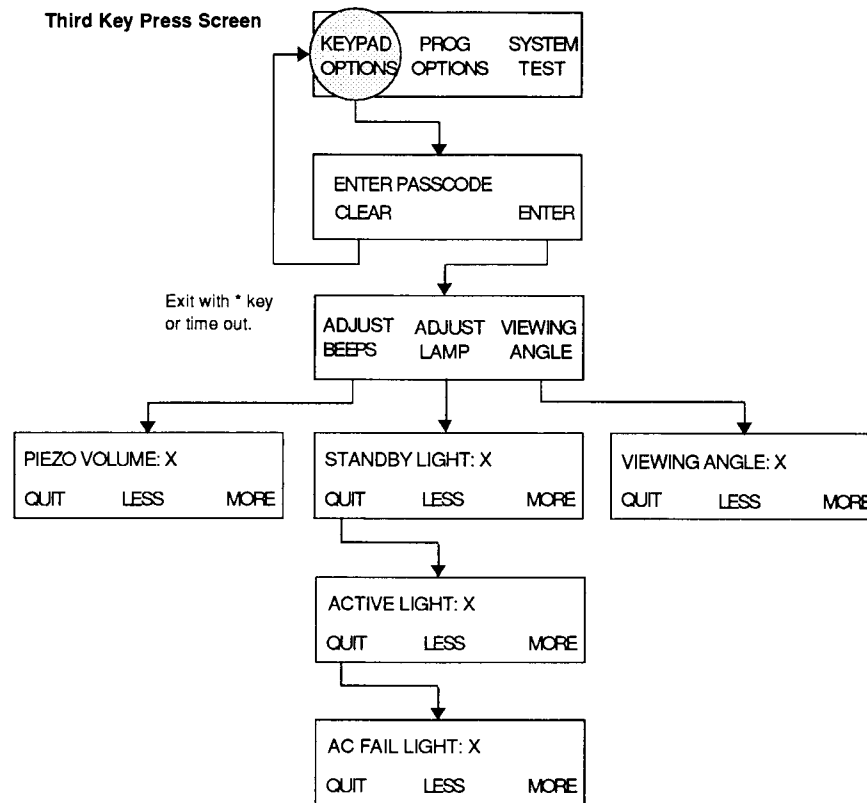 Third Key Press Screen
KEYPAD PROG SYSTEM
OPTIONS OPTIONS TEST
ENTER PASSCODE
CLEAR ENTER
Exit with * key
or time out.
ADJUST ADJUST VIEWING
BEEPS LAMP ANGLE
PIEZO VOLUME: X
QUIT LESS MORE
STANDBY LIGHT: X
QUIT LESS MORE
VIEWING ANGLE: X
QUIT LESS MORE
ACTIVE LIGHT: X
QUIT LESS MORE
AC FAIL LIGHT: X
QUIT LESS MORE